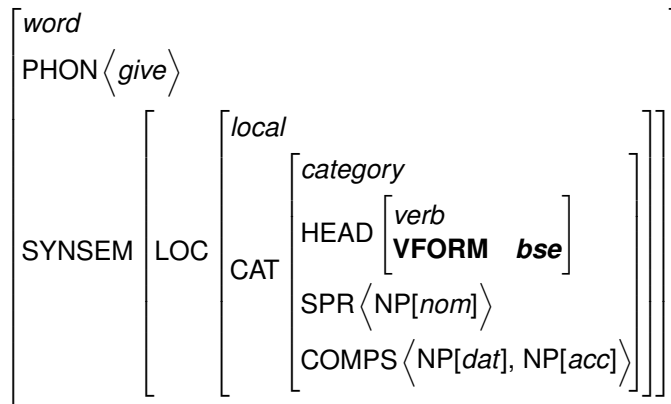 word
PHON ⟨give⟩
local
category
HEAD [verb
VFORM bse]
SYNSEM [LOC [CAT
SPR ⟨NP[nom]⟩
COMPS ⟨NP[dat], NP[acc]⟩